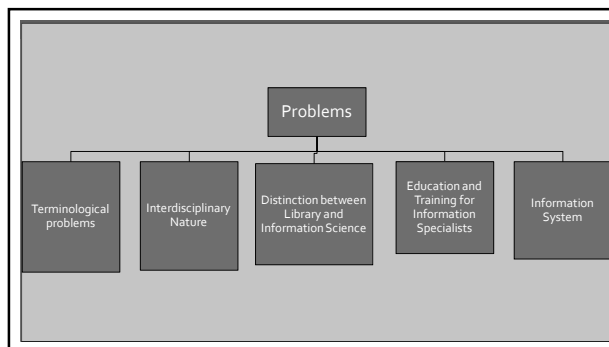 Problems
Terminological
problems
Interdisciplinary
Nature
Distinction between
Library and
Information Science
Education and
Training for
Information
Specialists
Information
System